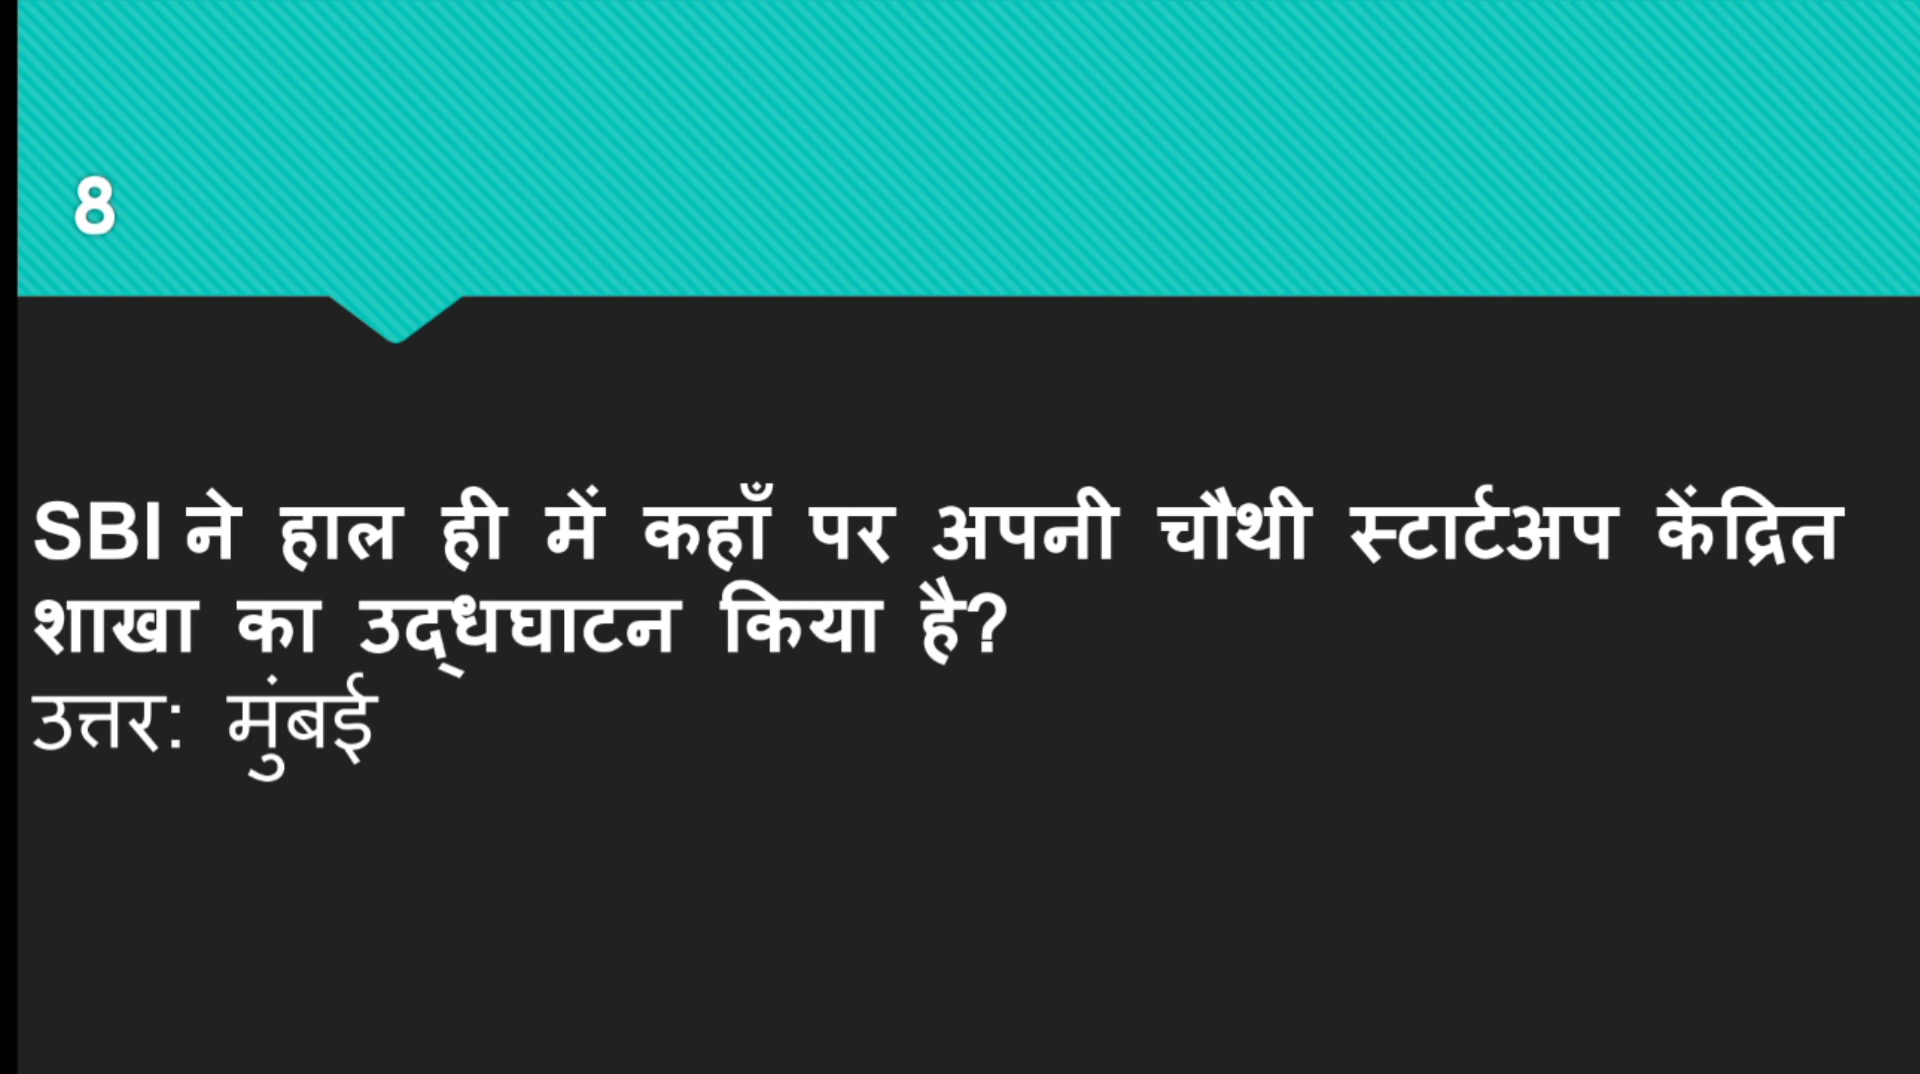 8
SBI ने हाल ही में कहाँ पर अपनी चौथी स्टार्टअप केंद्रित
शाखा का उद्धघाटन किया है?
उत्तर: मुंबई